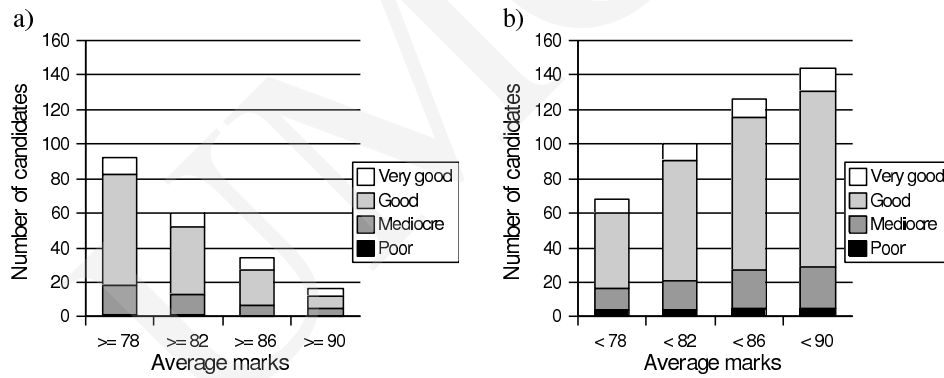 a)
160
140
120
100
80
60
40
20
0
Number of candidates
>= 78 >= 82 >= 86 >= 90
Average marks
Very good
Good
Mediocre
Poor
b)
160
140
120
100
80
60
40
20
0
Number of candidates
< 78 < 82 < 86 < 90
Average marks
Very good
Good
Mediocre
Poor